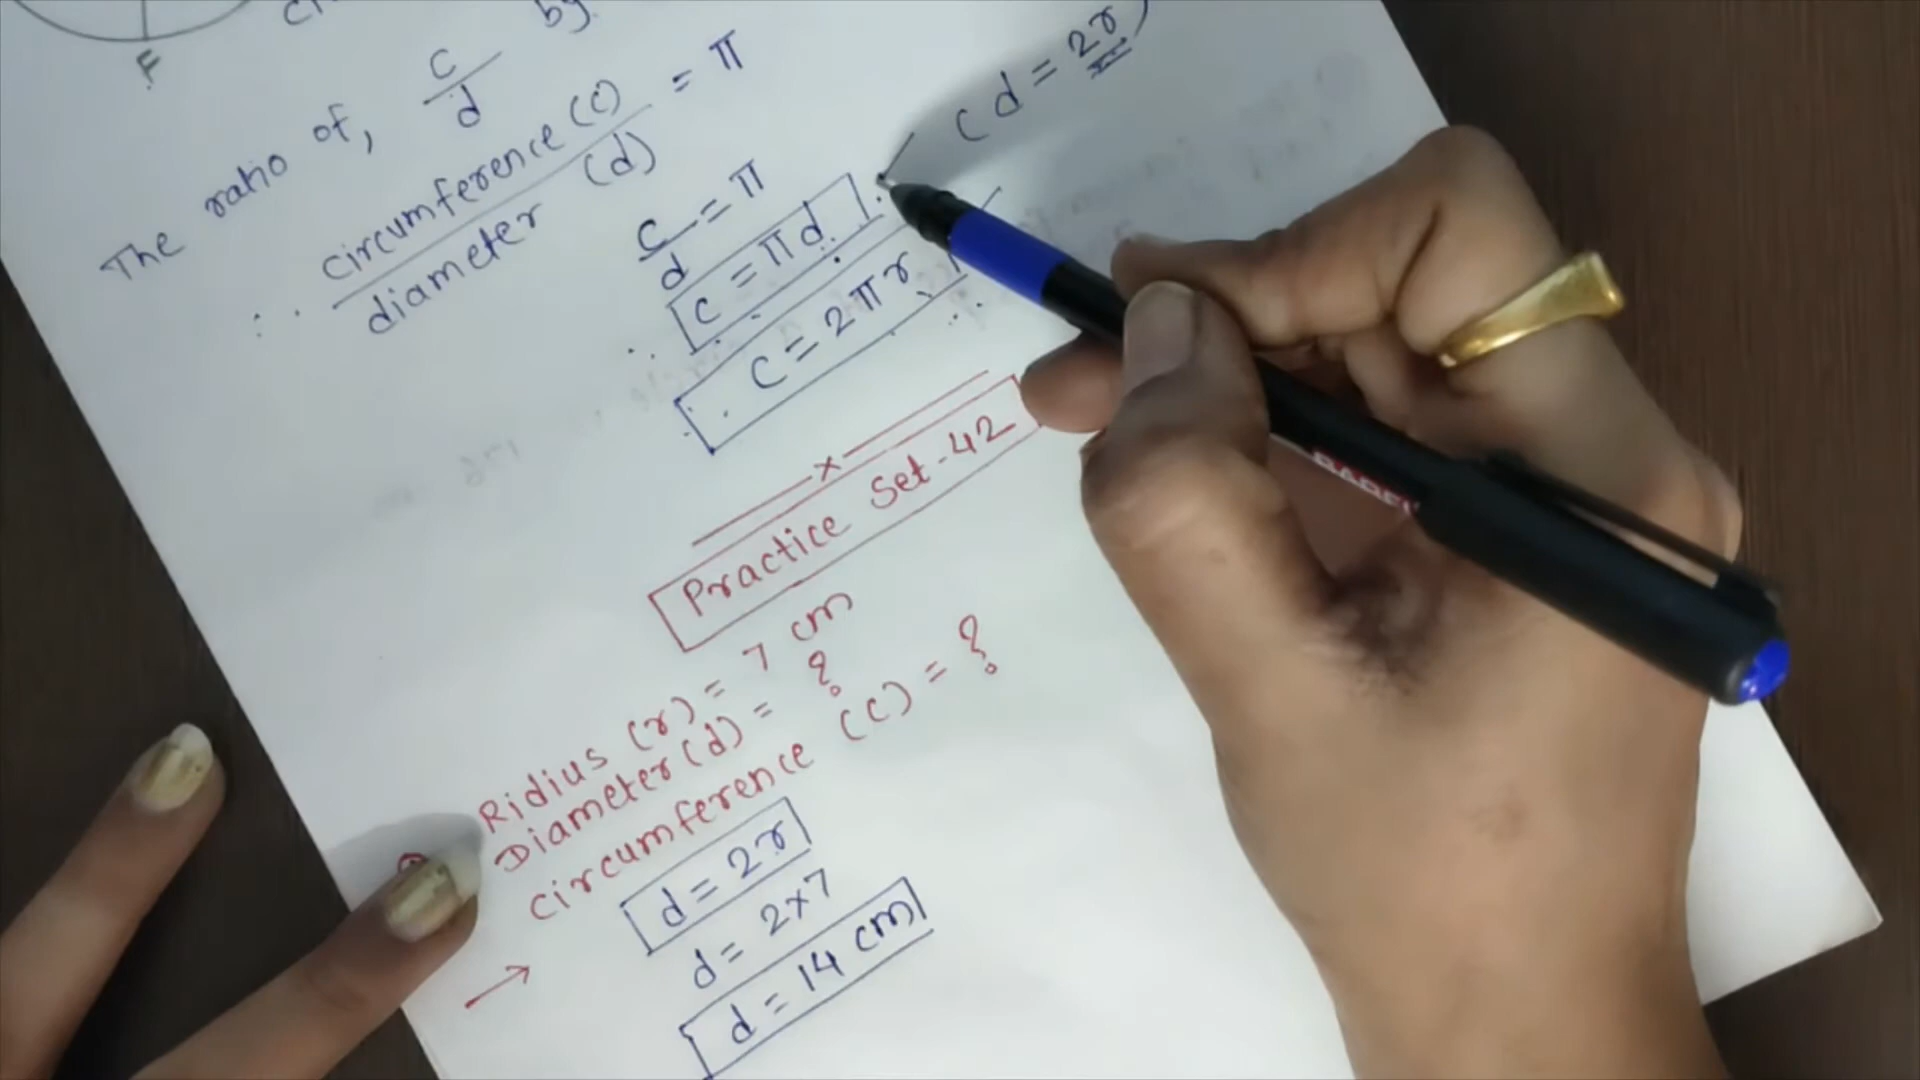 F
The ratio of, c/d
by
∴ circumference (c) / diameter (d) = π
c/d = π
∴ c = πd
( d = 2r
c = 2πr
x
Practice Set - 42
Ridius (r) = 7 cm
Diameter (d) = ?
circumference (c) = ?
→ d = 2r
d = 2×7
d = 14 cm